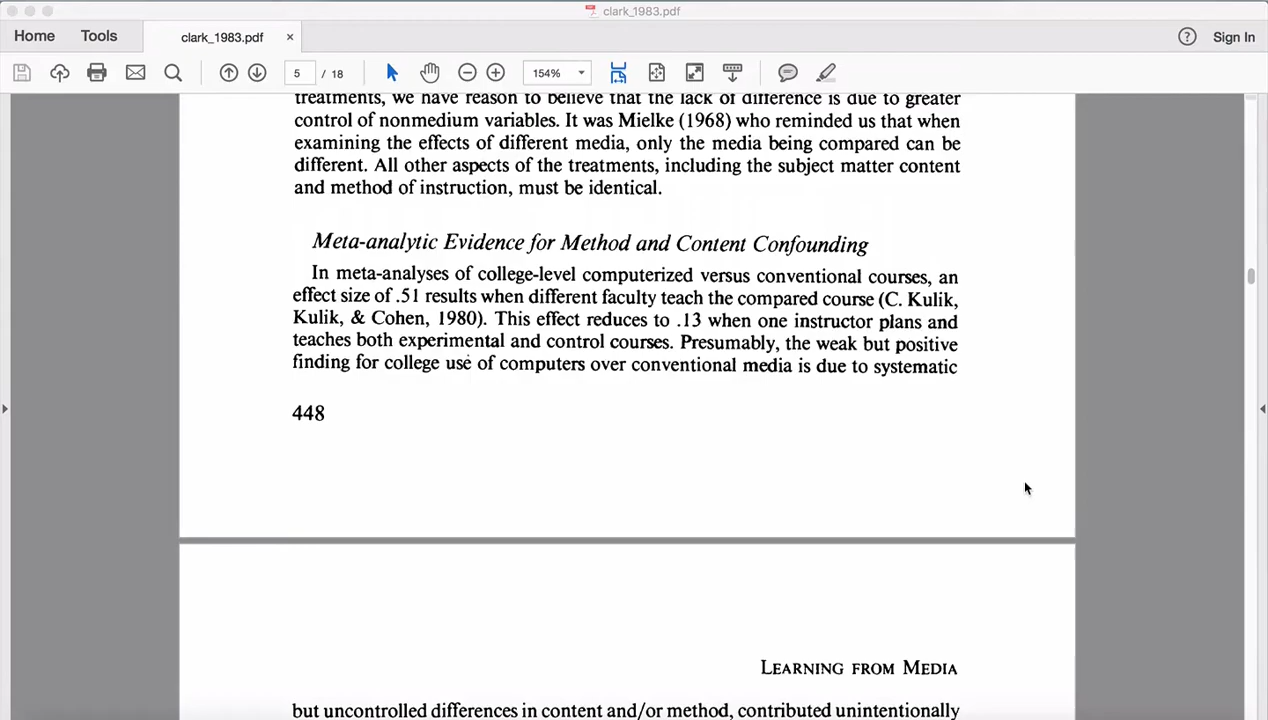 clark_1983.pdf
Home Tools clark_1983.pdf × ? Sign In
5 / 18 154%
treatments, we have reason to believe that the lack of difference is due to greater
control of nonmedium variables. It was Mielke (1968) who reminded us that when
examining the effects of different media, only the media being compared can be
different. All other aspects of the treatments, including the subject matter content
and method of instruction, must be identical.
Meta-analytic Evidence for Method and Content Confounding
In meta-analyses of college-level computerized versus conventional courses, an
effect size of .51 results when different faculty teach the compared course (C. Kulik,
Kulik, & Cohen, 1980). This effect reduces to .13 when one instructor plans and
teaches both experimental and control courses. Presumably, the weak but positive
finding for college use of computers over conventional media is due to systematic
448
LEARNING FROM MEDIA
but uncontrolled differences in content and/or method, contributed unintentionally